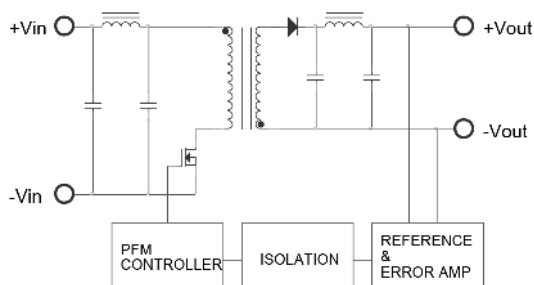 +Vin
+Vout
-Vout
-Vin
PFM
CONTROLLER
ISOLATION
REFERENCE
&
ERROR AMP